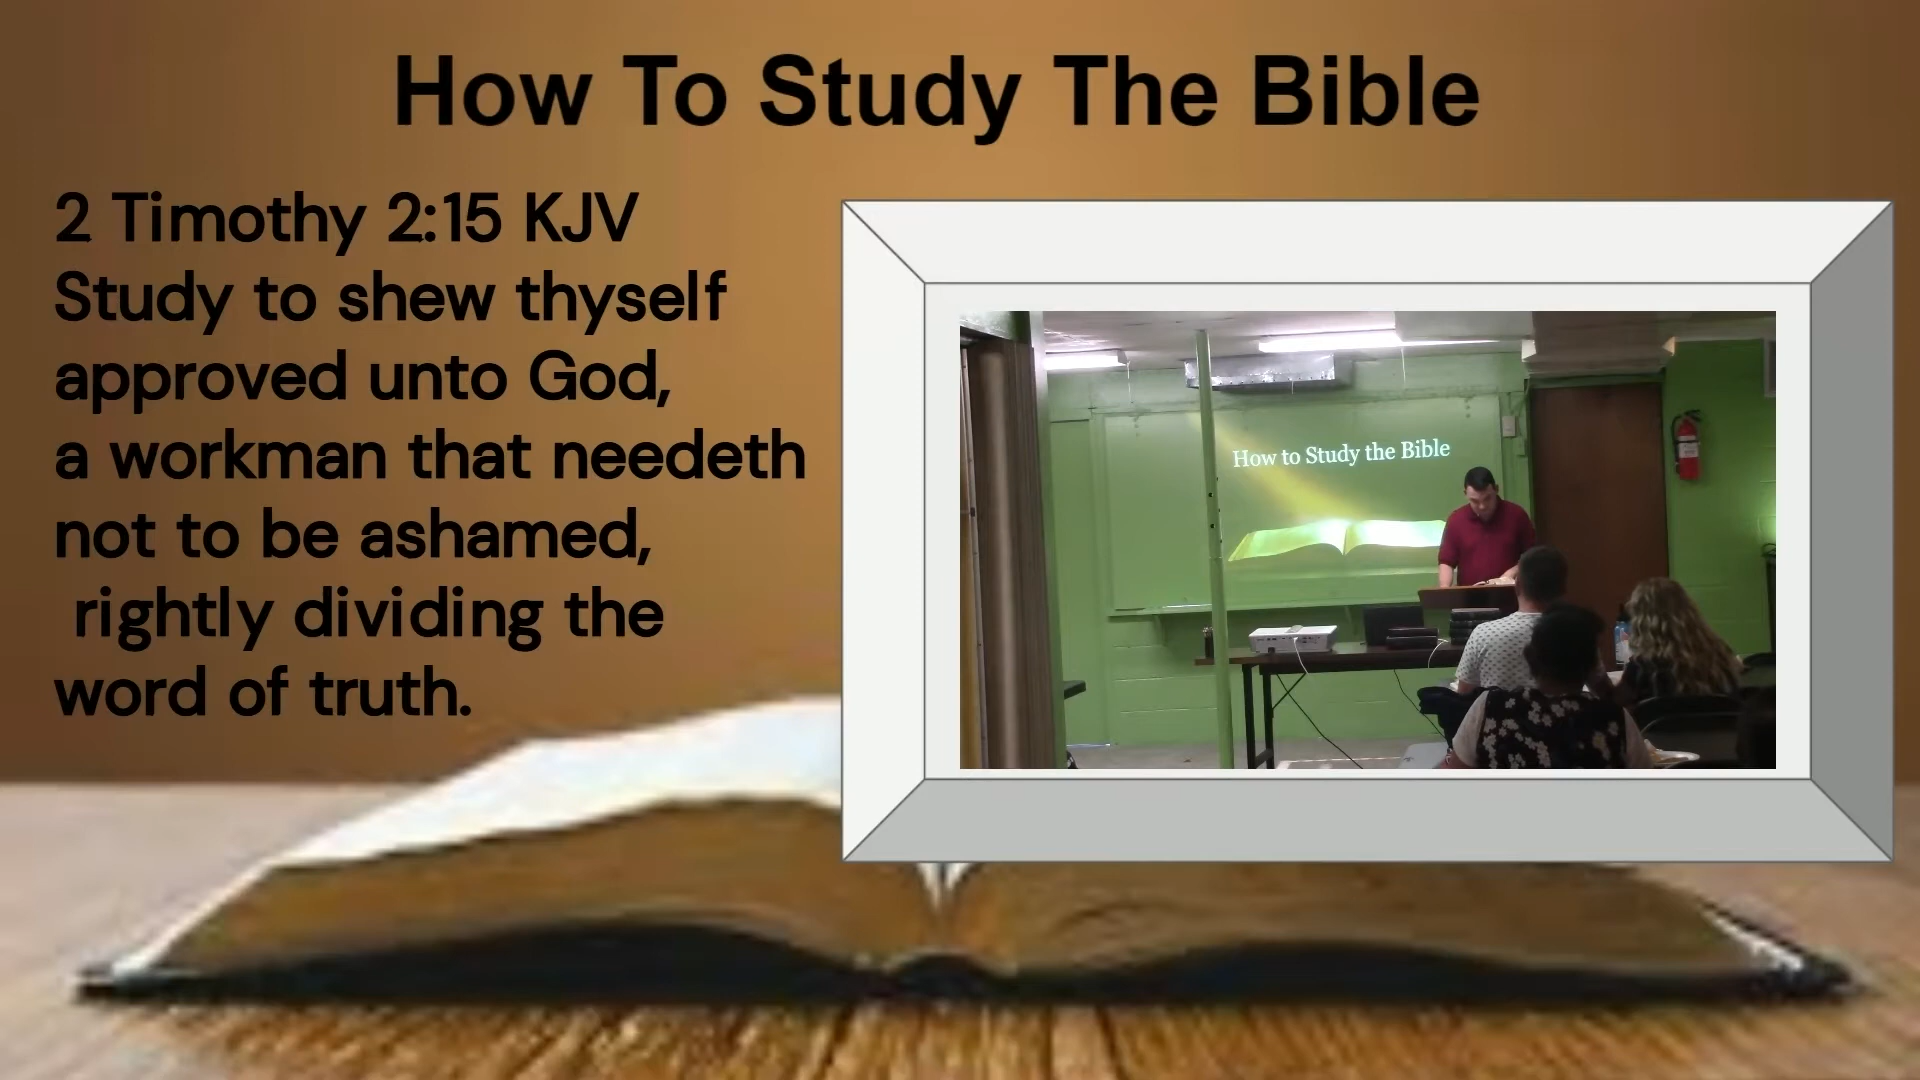 How To Study The Bible
2 Timothy 2:15 KJV
Study to shew thyself
approved unto God,
a workman that needeth
not to be ashamed,
rightly dividing the
word of truth.
How to Study the Bible